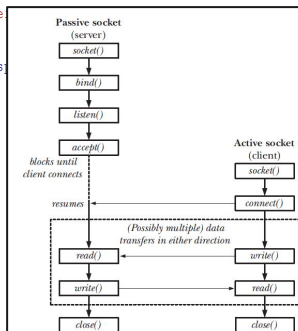 Passive socket
(server)
socket()
bind()
listen()
accept()
blocks until
client connects
resumes
Active socket
(client)
socket()
connect()
(Possibly multiple) data
transfers in either direction
read()
write()
write()
read()
close()
close()